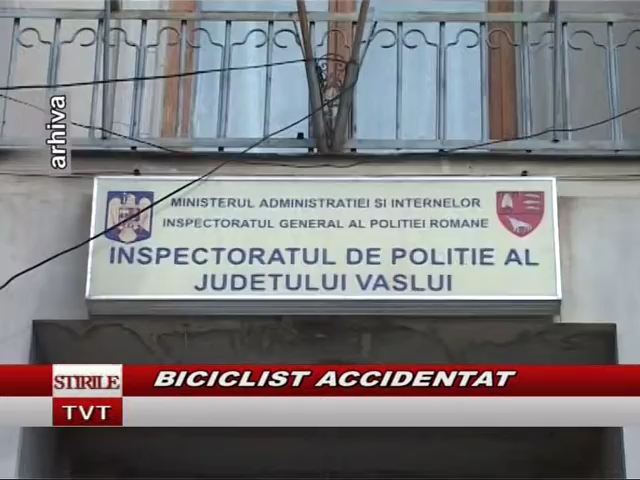 arhiva
MINISTERUL ADMINISTRATIEI SI INTERNELOR
INSPECTORATUL GENERAL AL POLITIEI ROMANE
INSPECTORATUL DE POLITIE AL
JUDETULUI VASLUI
STIRILE
TVT
BICICLIST ACCIDENTAT